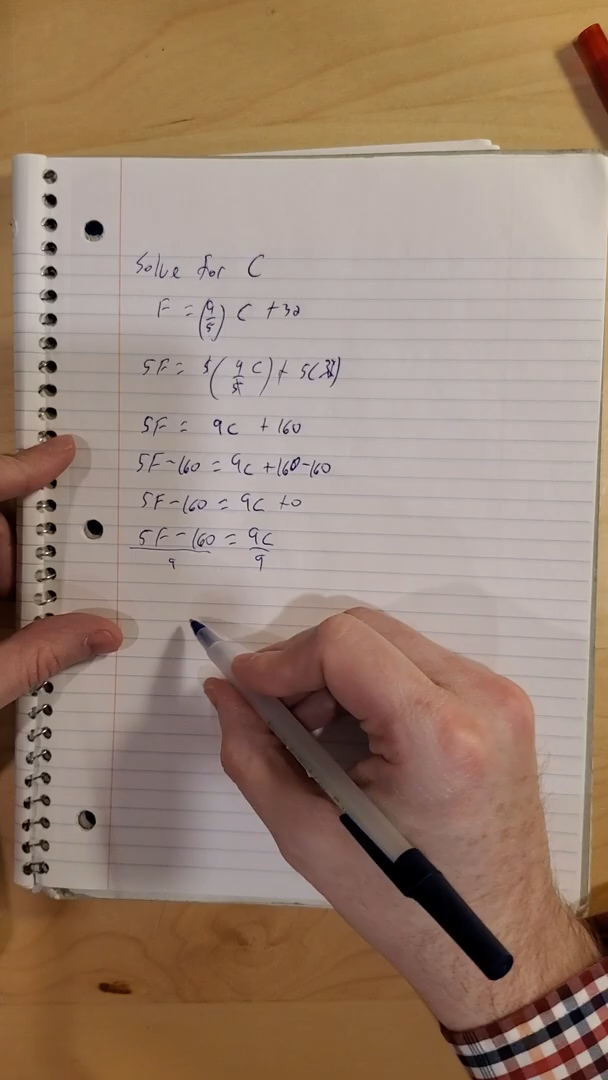 Solve for C
F = (9/5) C + 32
5F = 5(9C/5) + 5(32)
5F = 9C + 160
5F - 160 = 9C + 160 - 160
5F - 160 = 9C + 0
(5F - 160)/9 = 9C/9